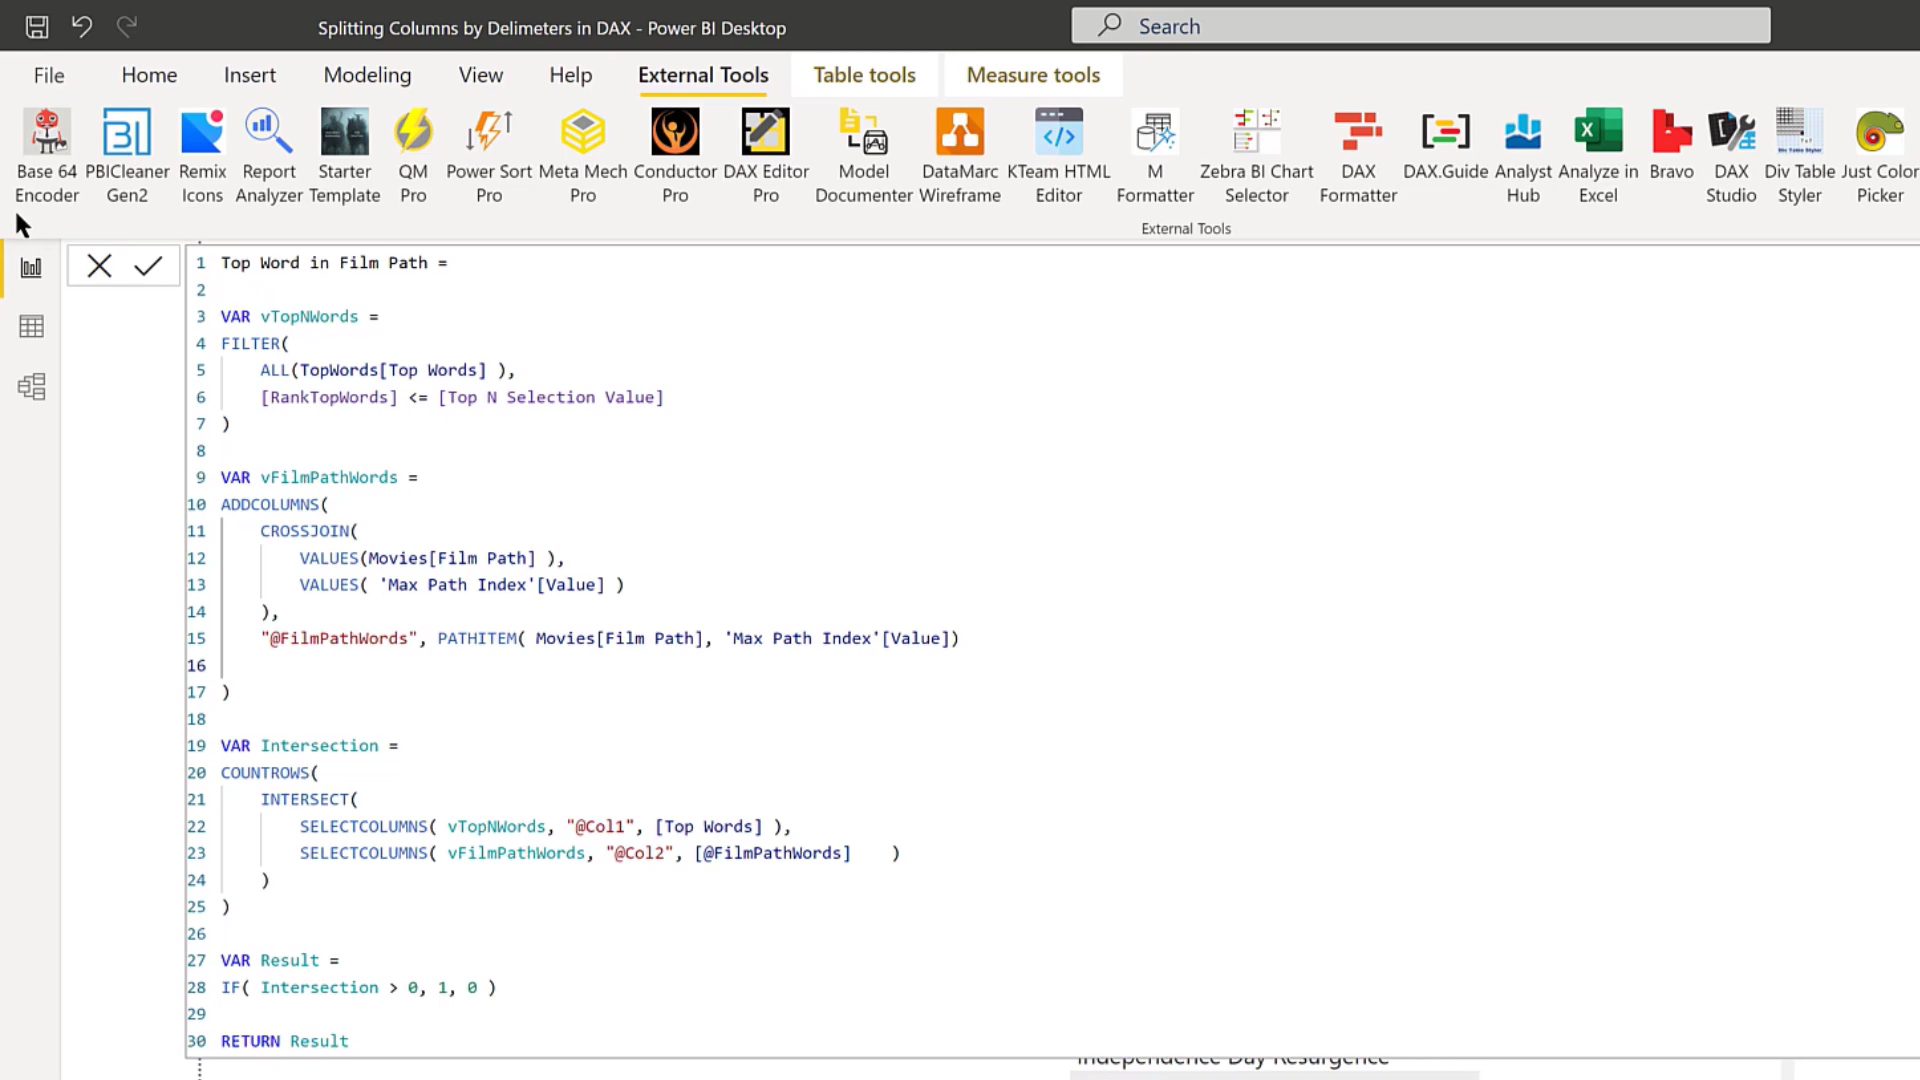 Splitting Columns by Delimeters in DAX - Power BI Desktop
Search
File Home Insert Modeling View Help External Tools Table tools Measure tools
Base 64 Encoder
PBICleaner Gen2
Remix Icons
Report Analyzer
Starter Template
QM Pro
Power Sort Pro
Meta Mech Pro
Conductor Pro
DAX Editor Pro
Model Documenter
DataMarc Wireframe
KTeam HTML Editor
M Formatter
Zebra BI Chart Selector
DAX Formatter
DAX.Guide
Analyst Hub
Analyze in Excel
Bravo
DAX Studio
Div Table Styler
Just Color Picker
External Tools
1 Top Word in Film Path =
2
3 VAR vTopNWords =
4 FILTER(
5 ALL(TopWords[Top Words] ),
6 [RankTopWords] <= [Top N Selection Value]
7 )
8
9 VAR vFilmPathWords =
10 ADDCOLUMNS(
11 CROSSJOIN(
12 VALUES(Movies[Film Path] ),
13 VALUES( 'Max Path Index'[Value] )
14 ),
15 "@FilmPathWords", PATHITEM( Movies[Film Path], 'Max Path Index'[Value])
16
17 )
18
19 VAR Intersection =
20 COUNTROWS(
21 INTERSECT(
22 SELECTCOLUMNS( vTopNWords, "@Col1", [Top Words] ),
23 SELECTCOLUMNS( vFilmPathWords, "@Col2", [@FilmPathWords] )
24 )
25 )
26
27 VAR Result =
28 IF( Intersection > 0, 1, 0 )
29
30 RETURN Result
Independence Day Resurgence